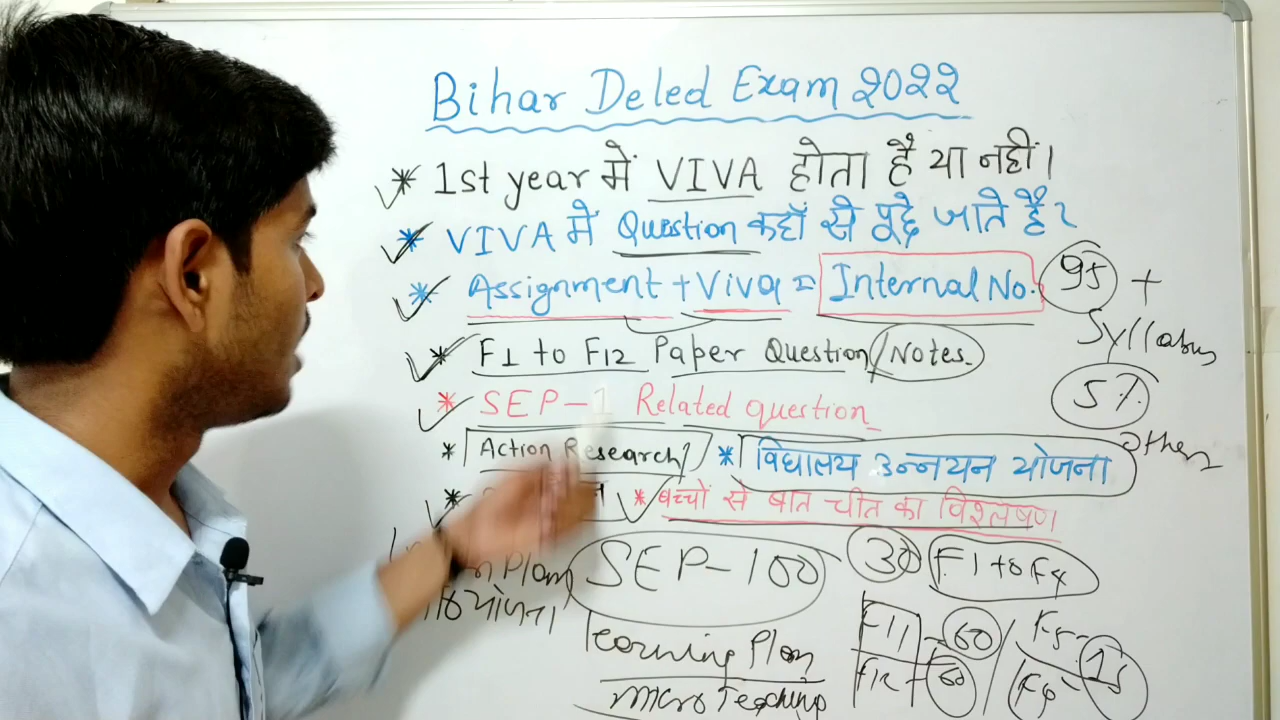 Bihar Deled Exam 2022
* 1st year में VIVA होता है या नहीं।
* VIVA में Question कहाँ से पूछे जाते है?
* Assignment + Viva = Internal No. 95 +
Syllabus
* F1 to F12 Paper Question/Notes.
5%
* SEP-1 Related question
Other
* Action Research? * विद्यालय उन्नयन योजना
* * बच्चों से बात चीत का विश्लेषण
Plan SEP-100 30 F1 to F4
learning Plan F11 - 60 / F5 -
Micro Teaching F12 - 60